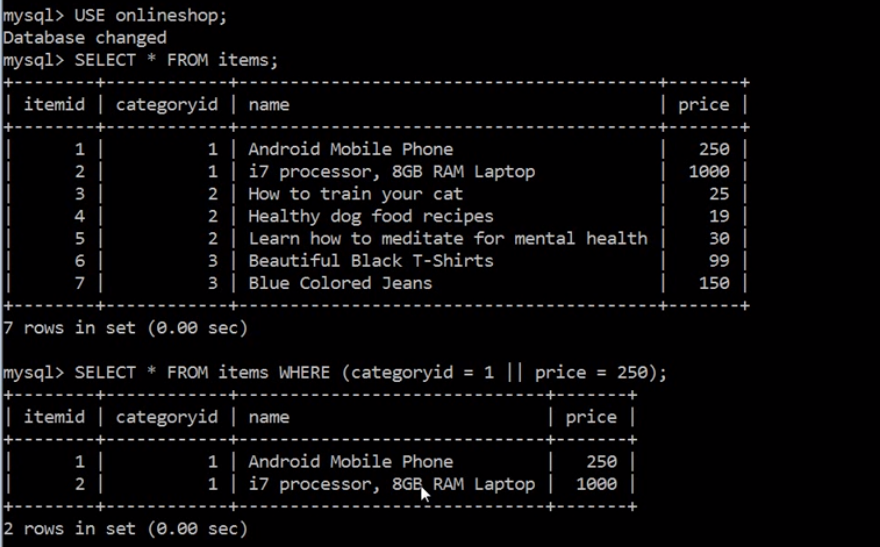 mysql> USE onlineshop;
Database changed
mysql> SELECT * FROM items;
+--------+------------+-----------------------------------------+-------+
| itemid | categoryid | name                                    | price |
+--------+------------+-----------------------------------------+-------+
|      1 |          1 | Android Mobile Phone                    |   250 |
|      2 |          1 | i7 processor, 8GB RAM Laptop            |  1000 |
|      3 |          2 | How to train your cat                   |    25 |
|      4 |          2 | Healthy dog food recipes                |    19 |
|      5 |          2 | Learn how to meditate for mental health |    30 |
|      6 |          3 | Beautiful Black T-Shirts                |    99 |
|      7 |          3 | Blue Colored Jeans                      |   150 |
+--------+------------+-----------------------------------------+-------+
7 rows in set (0.00 sec)
mysql> SELECT * FROM items WHERE (categoryid = 1 || price = 250);
+--------+------------+------------------------------+-------+
| itemid | categoryid | name                         | price |
+--------+------------+------------------------------+-------+
|      1 |          1 | Android Mobile Phone         |   250 |
|      2 |          1 | i7 processor, 8GB RAM Laptop |  1000 |
+--------+------------+------------------------------+-------+
2 rows in set (0.00 sec)